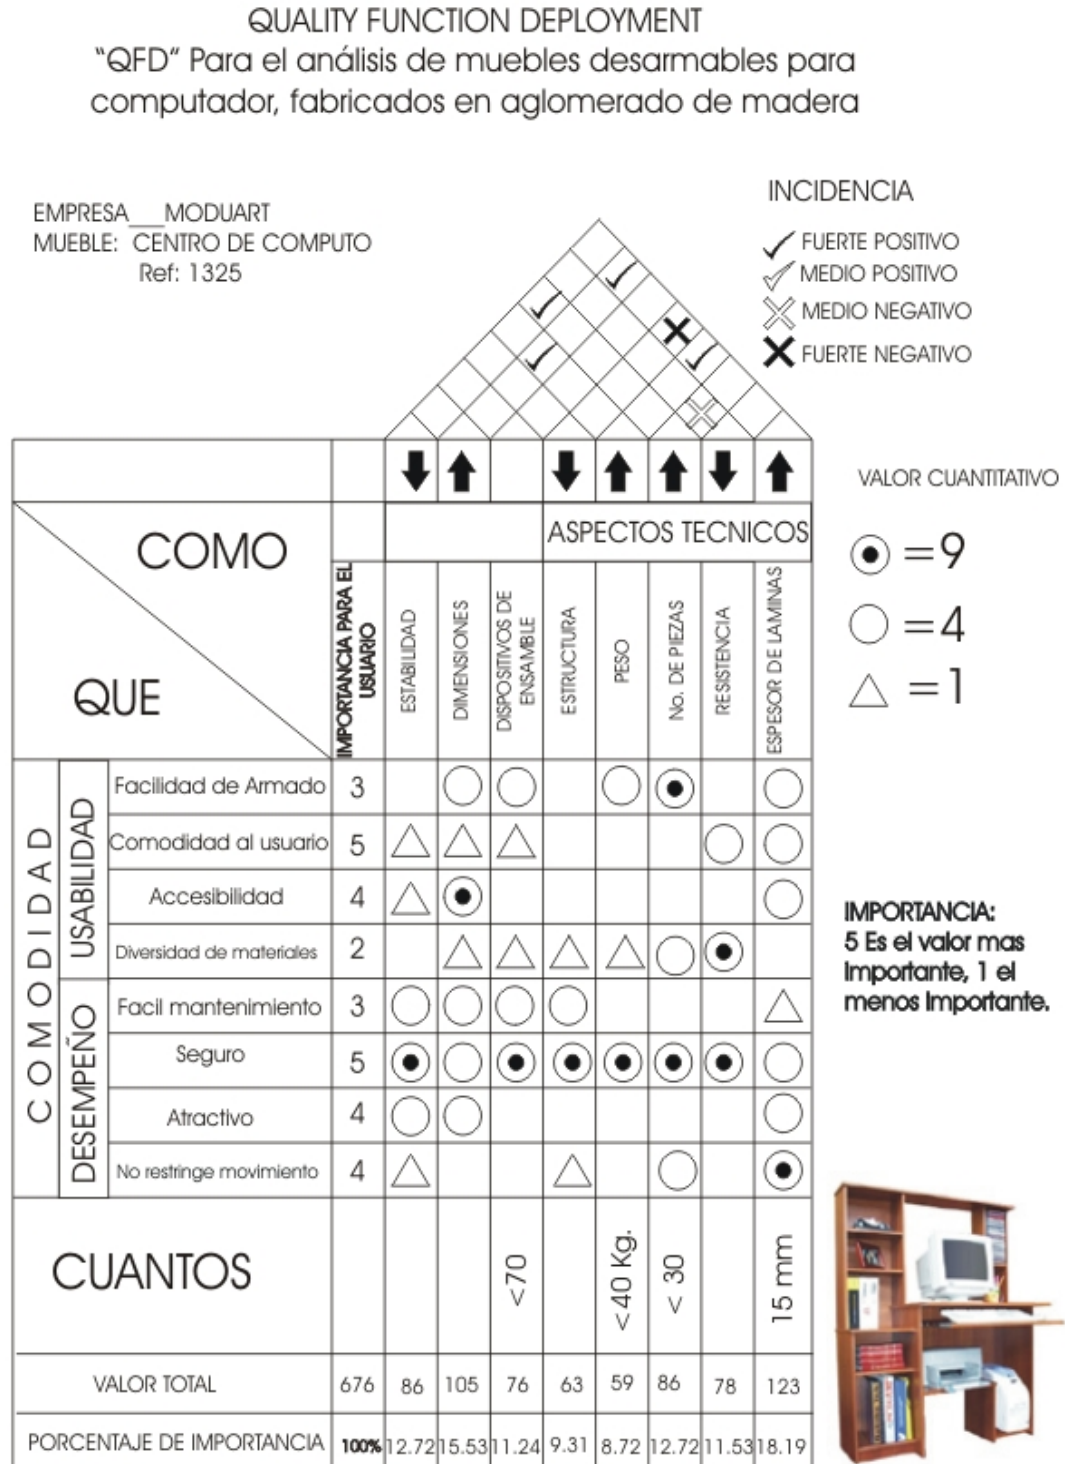 QUALITY FUNCTION DEPLOYMENT
“QFD” Para el análisis de muebles desarmables para
computador, fabricados en aglomerado de madera
EMPRESA___MODUART
MUEBLE: CENTRO DE COMPUTO
Ref: 1325
INCIDENCIA
FUERTE POSITIVO
MEDIO POSITIVO
MEDIO NEGATIVO
FUERTE NEGATIVO
VALOR CUANTITATIVO
=9
=4
=1
COMO
QUE
ASPECTOS TECNICOS
IMPORTANCIA PARA EL
USUARIO
ESTABILIDAD
DIMENSIONES
DISPOSITIVOS DE
ENSAMBLE
ESTRUCTURA
PESO
No. DE PIEZAS
RESISTENCIA
ESPESOR DE LAMINAS
COMODIDAD
USABILIDAD
Facilidad de Armado 3
Comodidad al usuario 5
Accesibilidad 4
Diversidad de materiales 2
DESEMPEÑO
Facil mantenimiento 3
Seguro 5
Atractivo 4
No restringe movimiento 4
IMPORTANCIA:
5 Es el valor mas
Importante, 1 el
menos Importante.
CUANTOS <70 <40 Kg. < 30 15 mm
VALOR TOTAL 676 86 105 76 63 59 86 78 123
PORCENTAJE DE IMPORTANCIA 100% 12.72 15.53 11.24 9.31 8.72 12.72 11.53 18.19